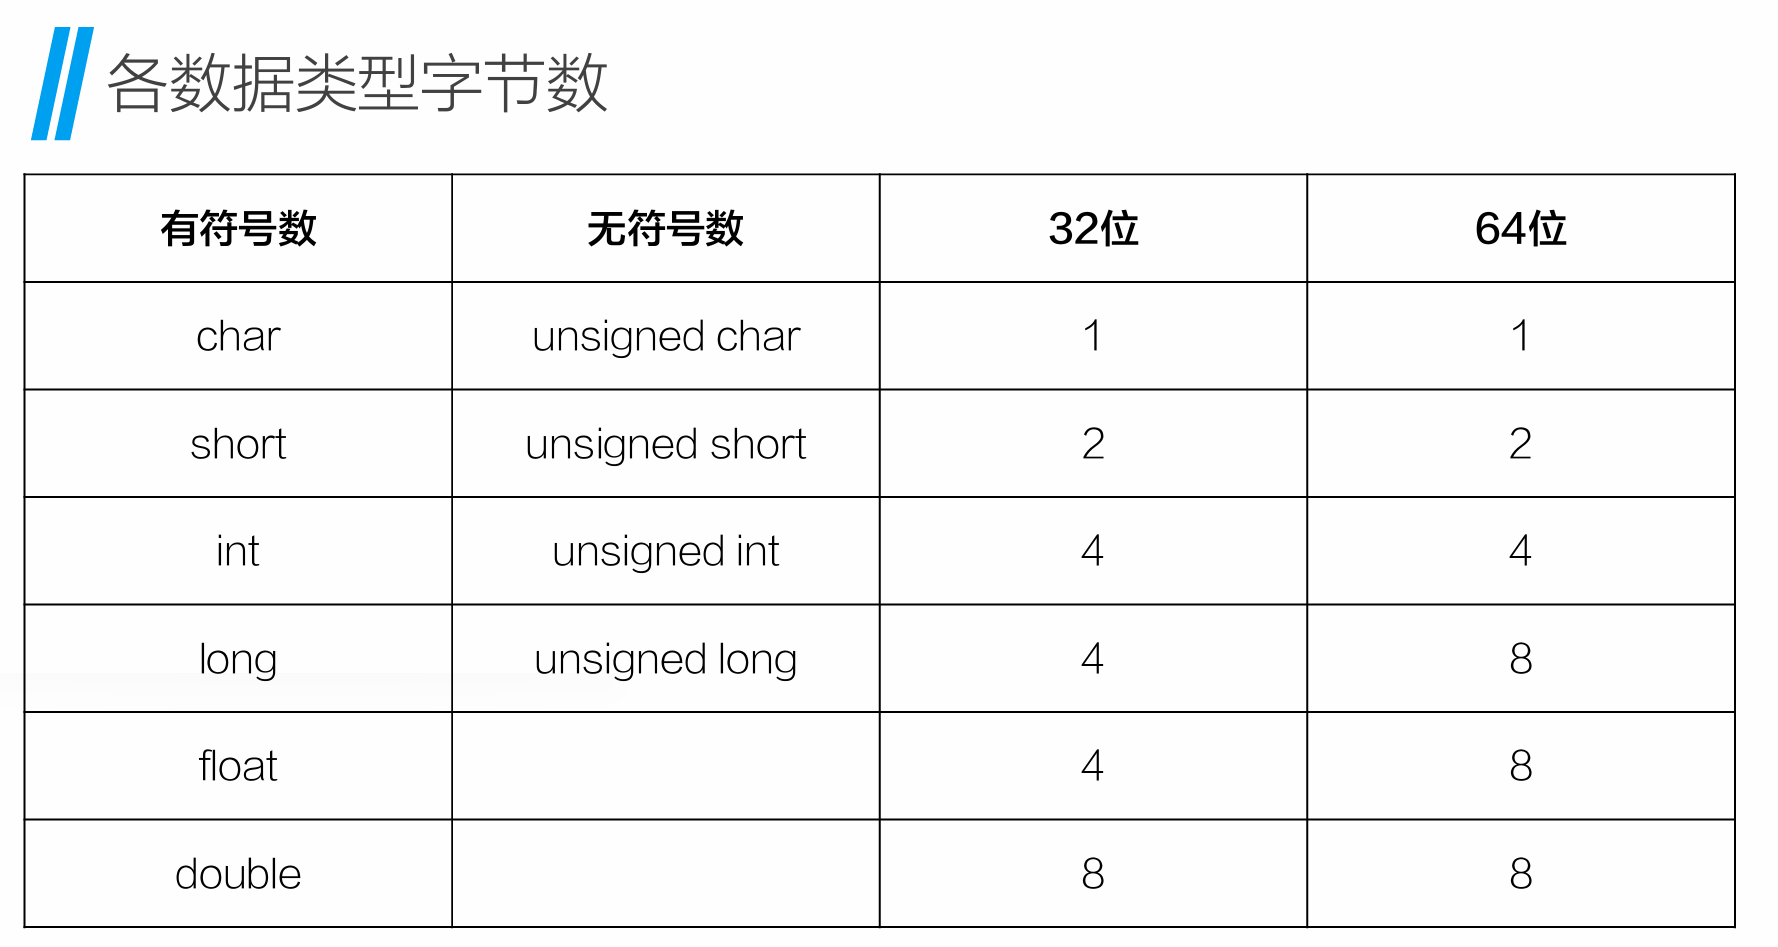 各数据类型字节数
有符号数 无符号数 32位 64位
char unsigned char 1 1
short unsigned short 2 2
int unsigned int 4 4
long unsigned long 4 8
float 4 8
double 8 8